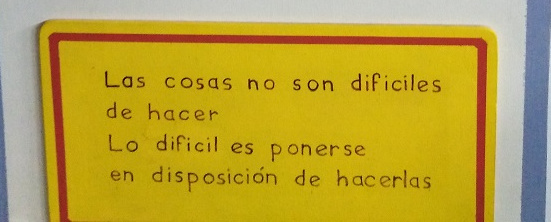 Las cosas no son dificiles
de hacer
Lo dificil es ponerse
en disposición de hacerlas